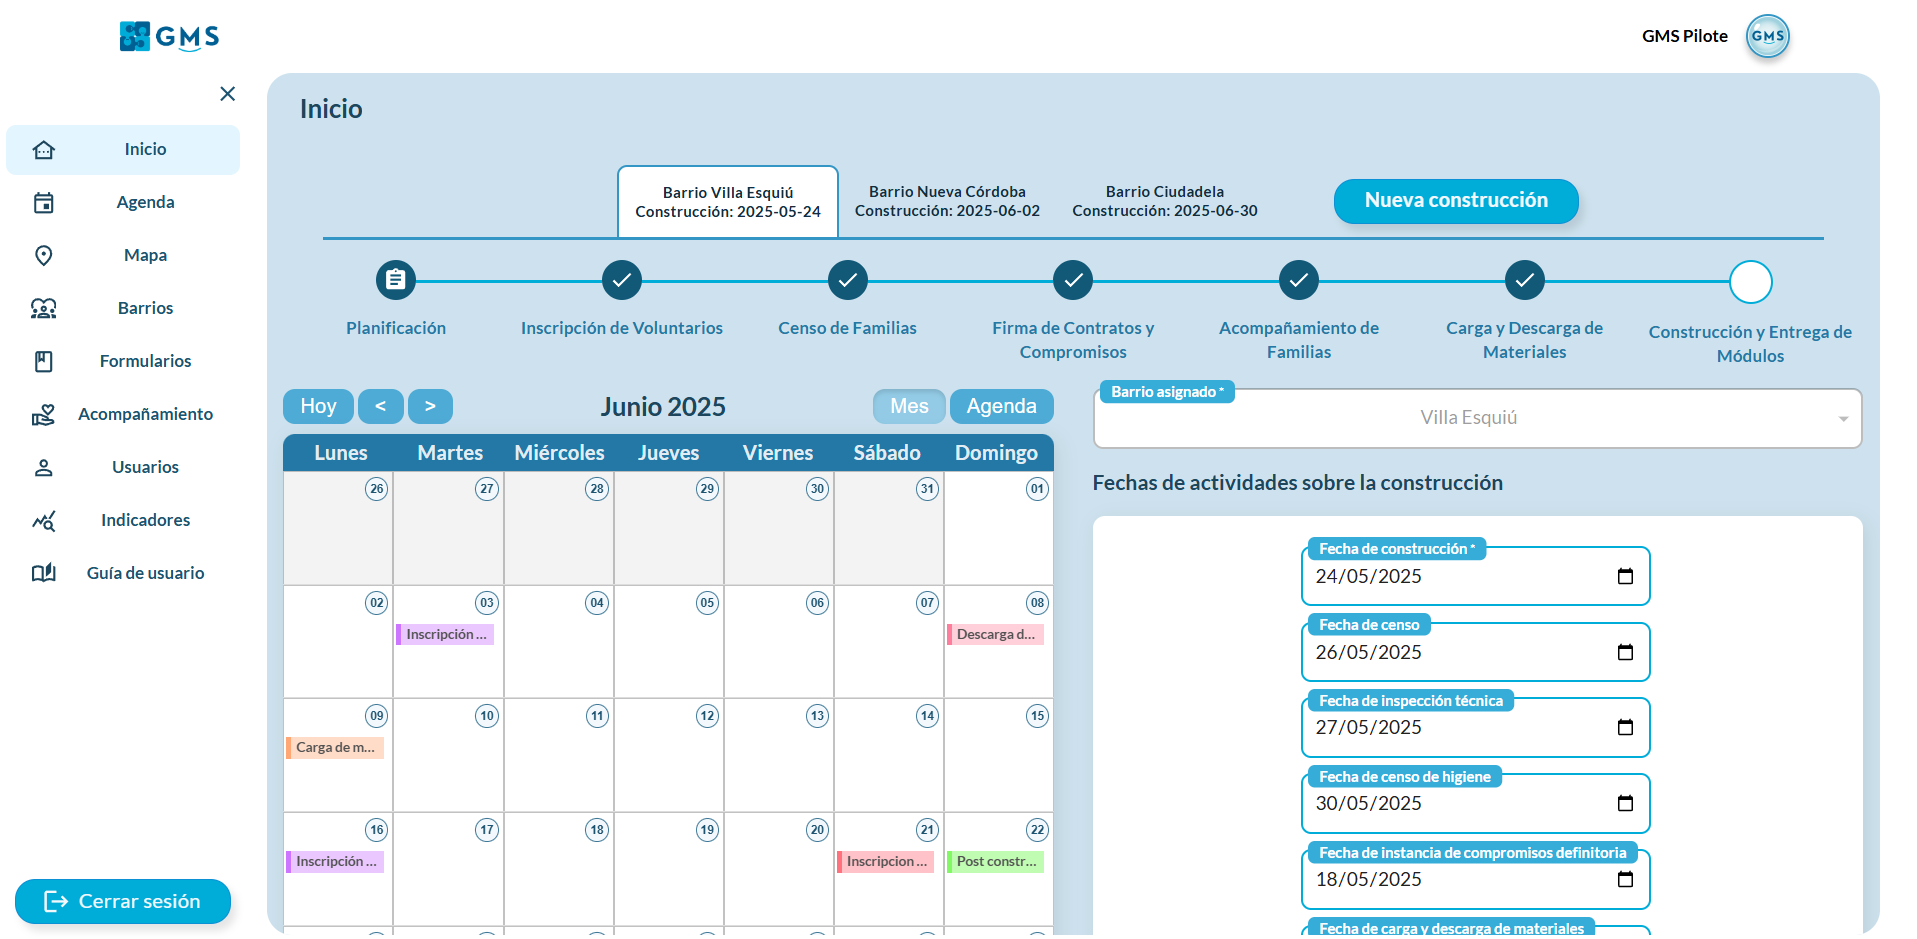 GMS
GMS Pilote
GMS
Inicio
Agenda
Mapa
Barrios
Formularios
Acompañamiento
Usuarios
Indicadores
Guía de usuario
Cerrar sesión
Inicio
Barrio Villa Esquiú
Construcción: 2025-05-24
Barrio Nueva Córdoba
Construcción: 2025-06-02
Barrio Ciudadela
Construcción: 2025-06-30
Nueva construcción
Planificación
Inscripción de Voluntarios
Censo de Familias
Firma de Contratos y
Compromisos
Acompañamiento de
Familias
Carga y Descarga de
Materiales
Construcción y Entrega de
Módulos
Hoy < >
Junio 2025
Mes Agenda
Lunes Martes Miércoles Jueves Viernes Sábado Domingo
26 27 28 29 30 31 01
02 03 04 05 06 07 08
Inscripción ... Descarga d...
09 10 11 12 13 14 15
Carga de m...
16 17 18 19 20 21 22
Inscripción ... Inscripcion ... Post constr...
Barrio asignado *
Villa Esquiú
Fechas de actividades sobre la construcción
Fecha de construcción *
24/05/2025
Fecha de censo
26/05/2025
Fecha de inspección técnica
27/05/2025
Fecha de censo de higiene
30/05/2025
Fecha de instancia de compromisos definitoria
18/05/2025
Fecha de carga y descarga de materiales